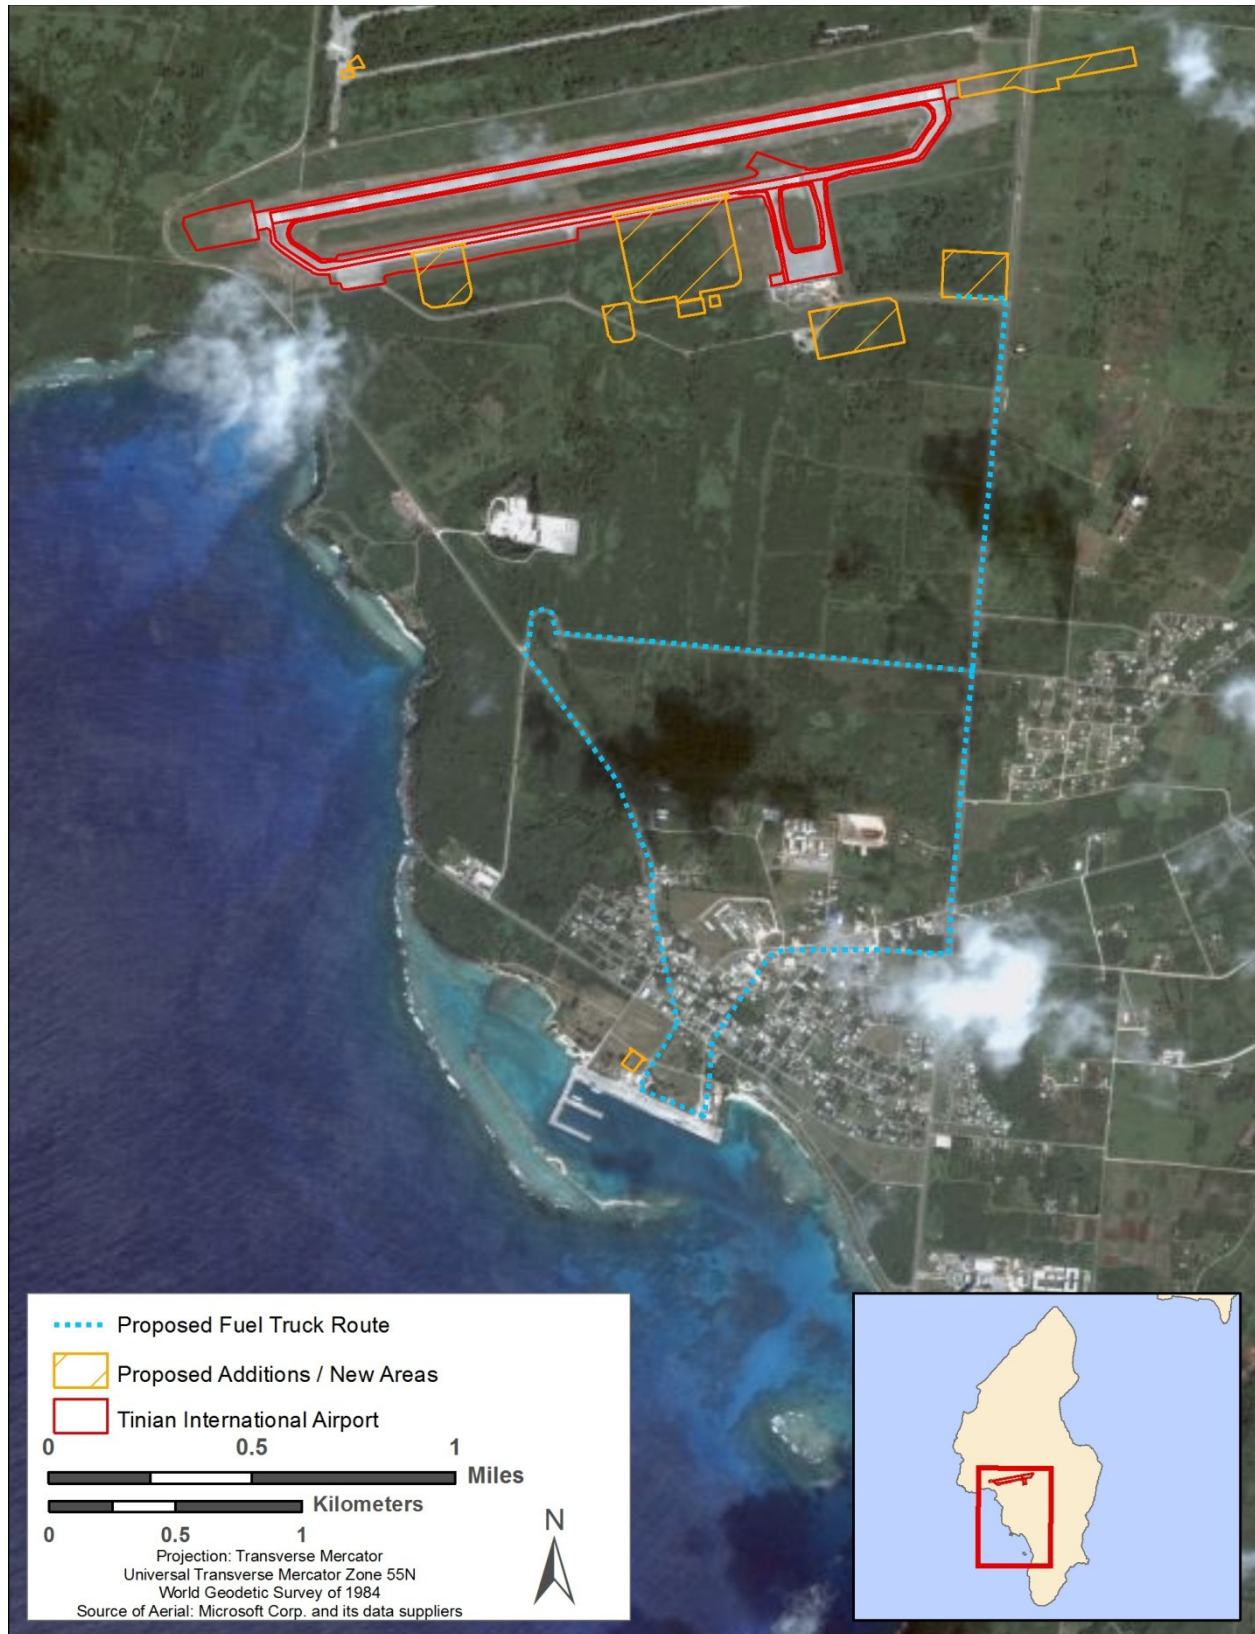 Proposed Fuel Truck Route
Proposed Additions / New Areas
Tinian International Airport
0 0.5 1
Miles
Kilometers
0 0.5 1
N
Projection: Transverse Mercator
Universal Transverse Mercator Zone 55N
World Geodetic Survey of 1984
Source of Aerial: Microsoft Corp. and its data suppliers